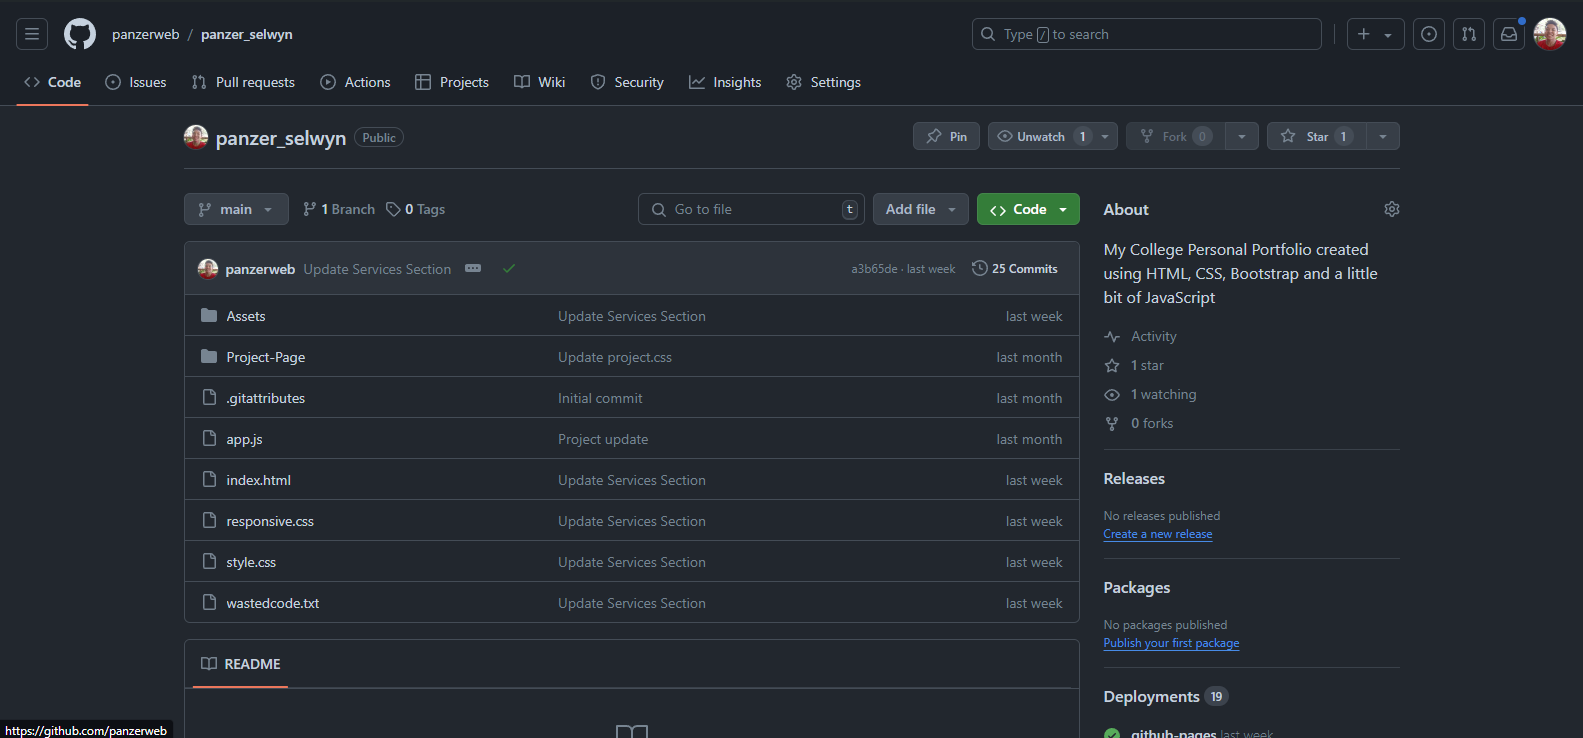 panzerweb / panzer_selwyn
Type / to search
Code Issues Pull requests Actions Projects Wiki Security Insights Settings
panzer_selwyn Public
Pin Unwatch 1 Fork 0 Star 1
main 1 Branch 0 Tags
Go to file t Add file Code
panzerweb Update Services Section a3b65de · last week 25 Commits
Assets Update Services Section last week
Project-Page Update project.css last month
.gitattributes Initial commit last month
app.js Project update last month
index.html Update Services Section last week
responsive.css Update Services Section last week
style.css Update Services Section last week
wastedcode.txt Update Services Section last week
README
About
My College Personal Portfolio created
using HTML, CSS, Bootstrap and a little
bit of JavaScript
Activity
1 star
1 watching
0 forks
Releases
No releases published
Create a new release
Packages
No packages published
Publish your first package
Deployments 19
github-pages last week
https://github.com/panzerweb